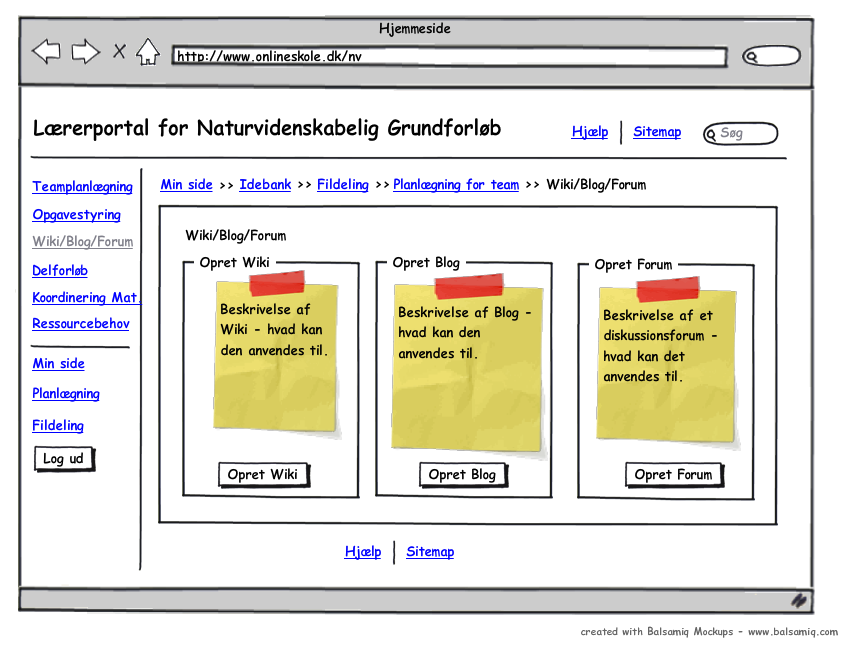 Hjemmeside
http://www.onlineskole.dk/nv
Lærerportal for Naturvidenskabelig Grundforløb
Hjælp Sitemap Søg
Min side >> Idebank >> Fildeling >> Planlægning for team >> Wiki/Blog/Forum
Teamplanlægning
Opgavestyring
Wiki/Blog/Forum
Delforløb
Koordinering Mat.
Ressourcebehov
Min side
Planlægning
Fildeling
Log ud
Wiki/Blog/Forum
Opret Wiki
Beskrivelse af
Wiki - hvad kan
den anvendes til.
Opret Wiki
Opret Blog
Beskrivelse af Blog -
hvad kan den
anvendes til.
Opret Blog
Opret Forum
Beskrivelse af et
diskussionsforum -
hvad kan det
anvendes til.
Opret Forum
Hjælp Sitemap
created with Balsamiq Mockups - www.balsamiq.com